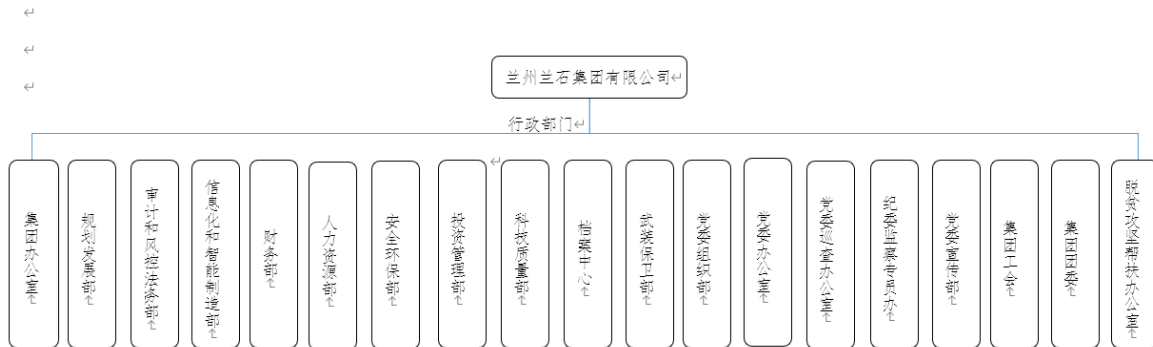 兰州兰石集团有限公司
行政部门
集团办公室
规划发展部
审计和风控法务部
信息化和智能制造部
财务部
人力资源部
安全环保部
投资管理部
科技质量部
档案中心
武装保卫部
党委组织部
党委办公室
党委巡查办公室
纪委监察专员办
党委宣传部
集团工会
集团团委
脱贫攻坚帮扶办公室